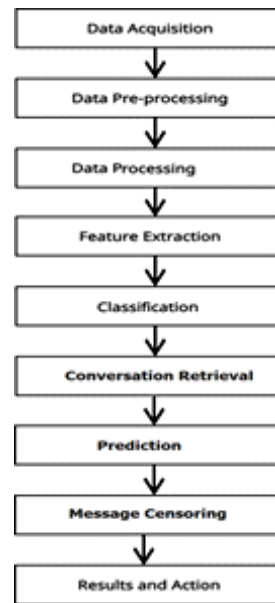 Data Acquisition
Data Pre-processing
Data Processing
Feature Extraction
Classification
Conversation Retrieval
Prediction
Message Censoring
Results and Action